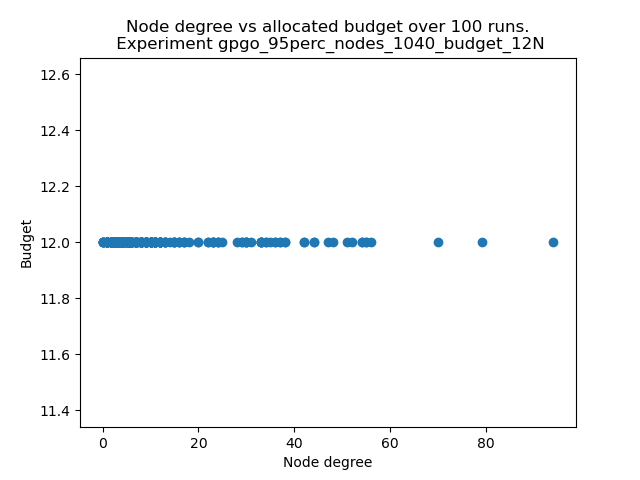 Node degree vs allocated budget over 100 runs.
Experiment gpgo_95perc_nodes_1040_budget_12N
12.6
12.4
12.2
12.0
11.8
11.6
11.4
Budget
0 20 40 60 80
Node degree